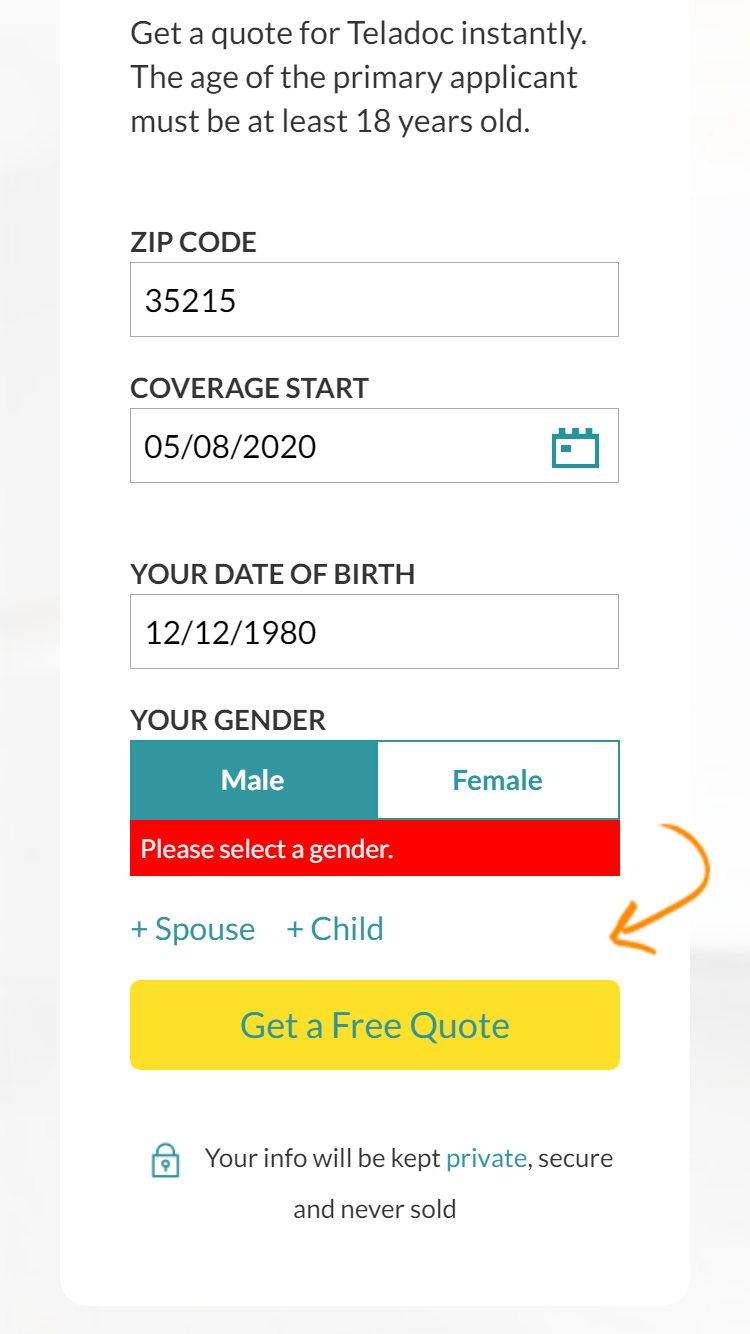 Get a quote for Teladoc instantly.
The age of the primary applicant
must be at least 18 years old.
ZIP CODE
35215
COVERAGE START
05/08/2020
YOUR DATE OF BIRTH
12/12/1980
YOUR GENDER
Male Female
Please select a gender.
+ Spouse + Child
Get a Free Quote
Your info will be kept private, secure
and never sold